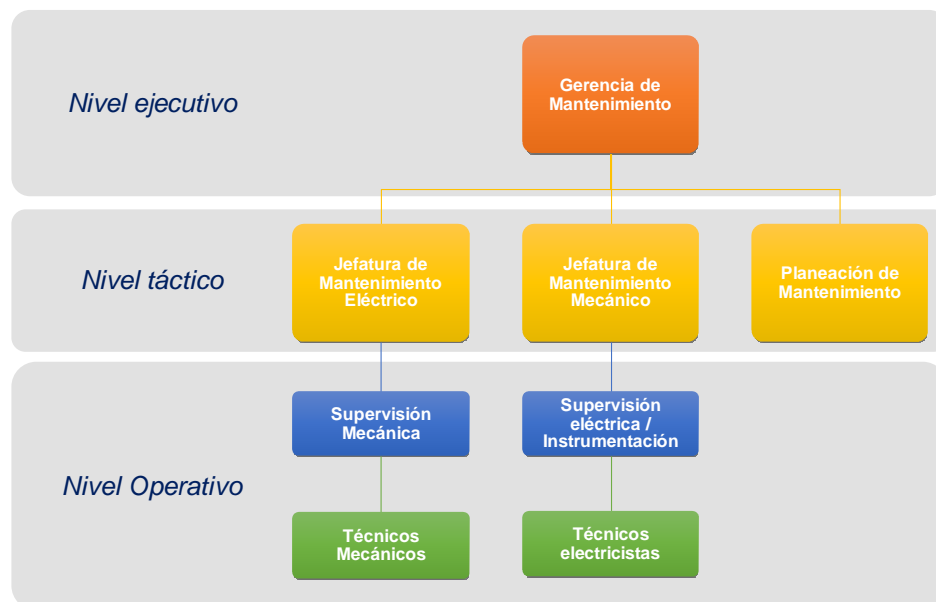 Nivel ejecutivo
Gerencia de
Mantenimiento
Nivel táctico
Jefatura de
Mantenimiento
Eléctrico
Jefatura de
Mantenimiento
Mecánico
Planeación de
Mantenimiento
Nivel Operativo
Supervisión
Mecánica
Supervisión
eléctrica /
Instrumentación
Técnicos
Mecánicos
Técnicos
electricistas